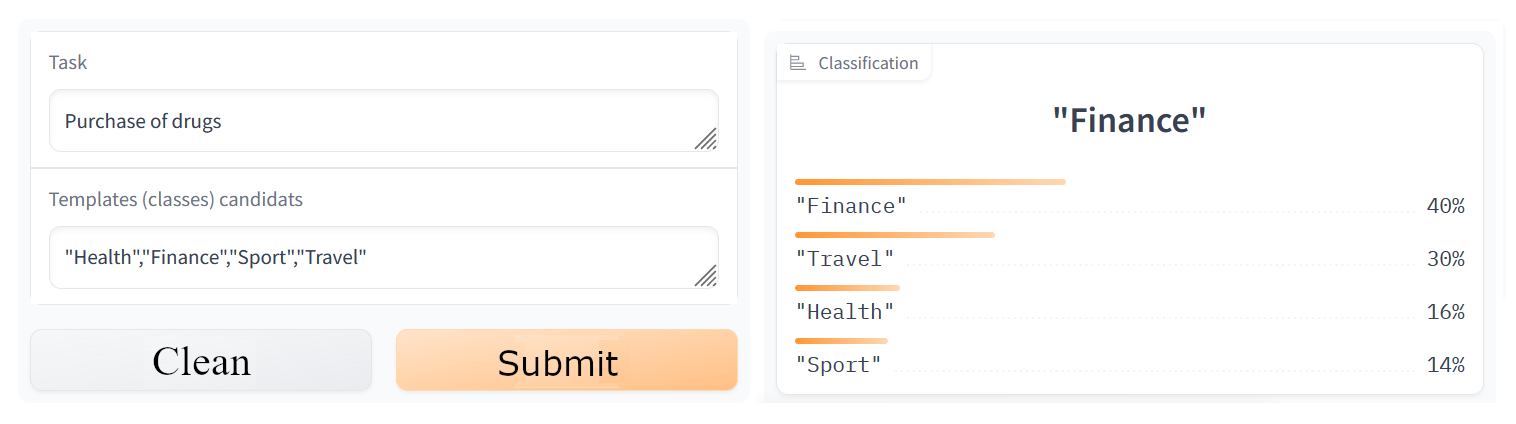 Task
Purchase of drugs
Templates (classes) candidats
"Health","Finance","Sport","Travel"
Clean
Submit
Classification
"Finance"
"Finance" 40%
"Travel" 30%
"Health" 16%
"Sport" 14%